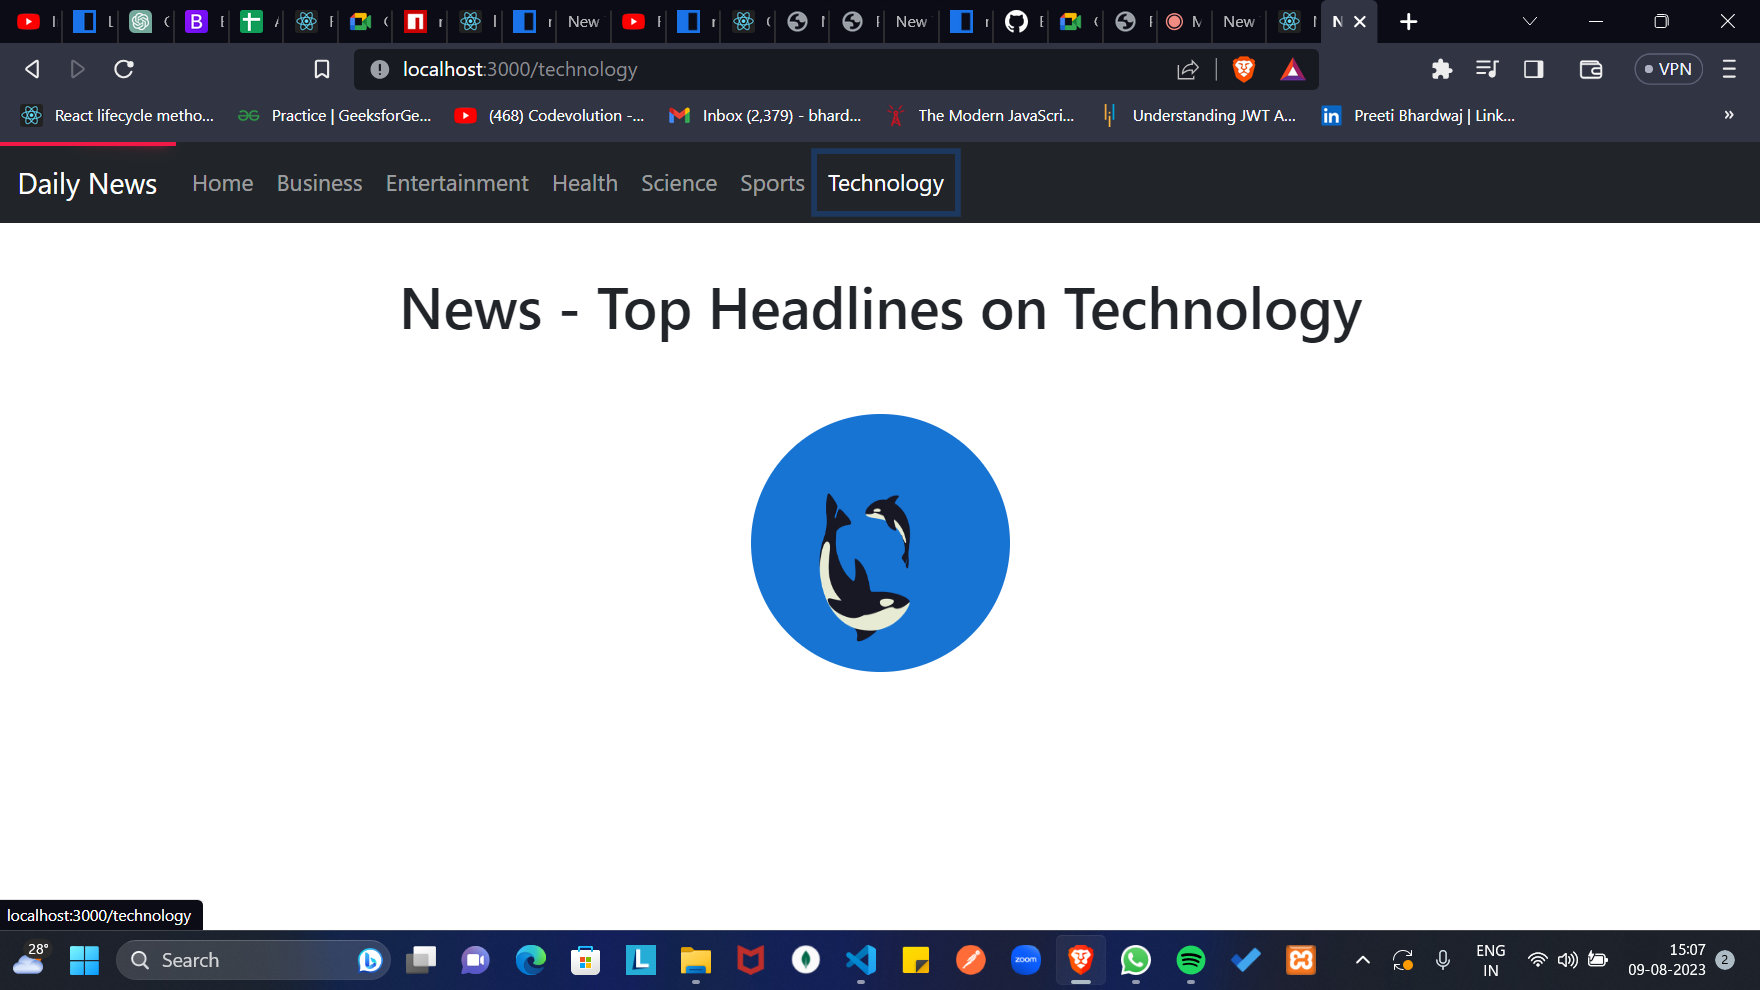 New
New
New
N
localhost:3000/technology
VPN
React lifecycle metho...
Practice | GeeksforGe...
(468) Codevolution -...
Inbox (2,379) - bhard...
The Modern JavaScri...
Understanding JWT A...
Preeti Bhardwaj | Link...
»
Daily News
Home
Business
Entertainment
Health
Science
Sports
Technology
News - Top Headlines on Technology
localhost:3000/technology
28°
Search
zoom
ENG
IN
15:07
09-08-2023
2